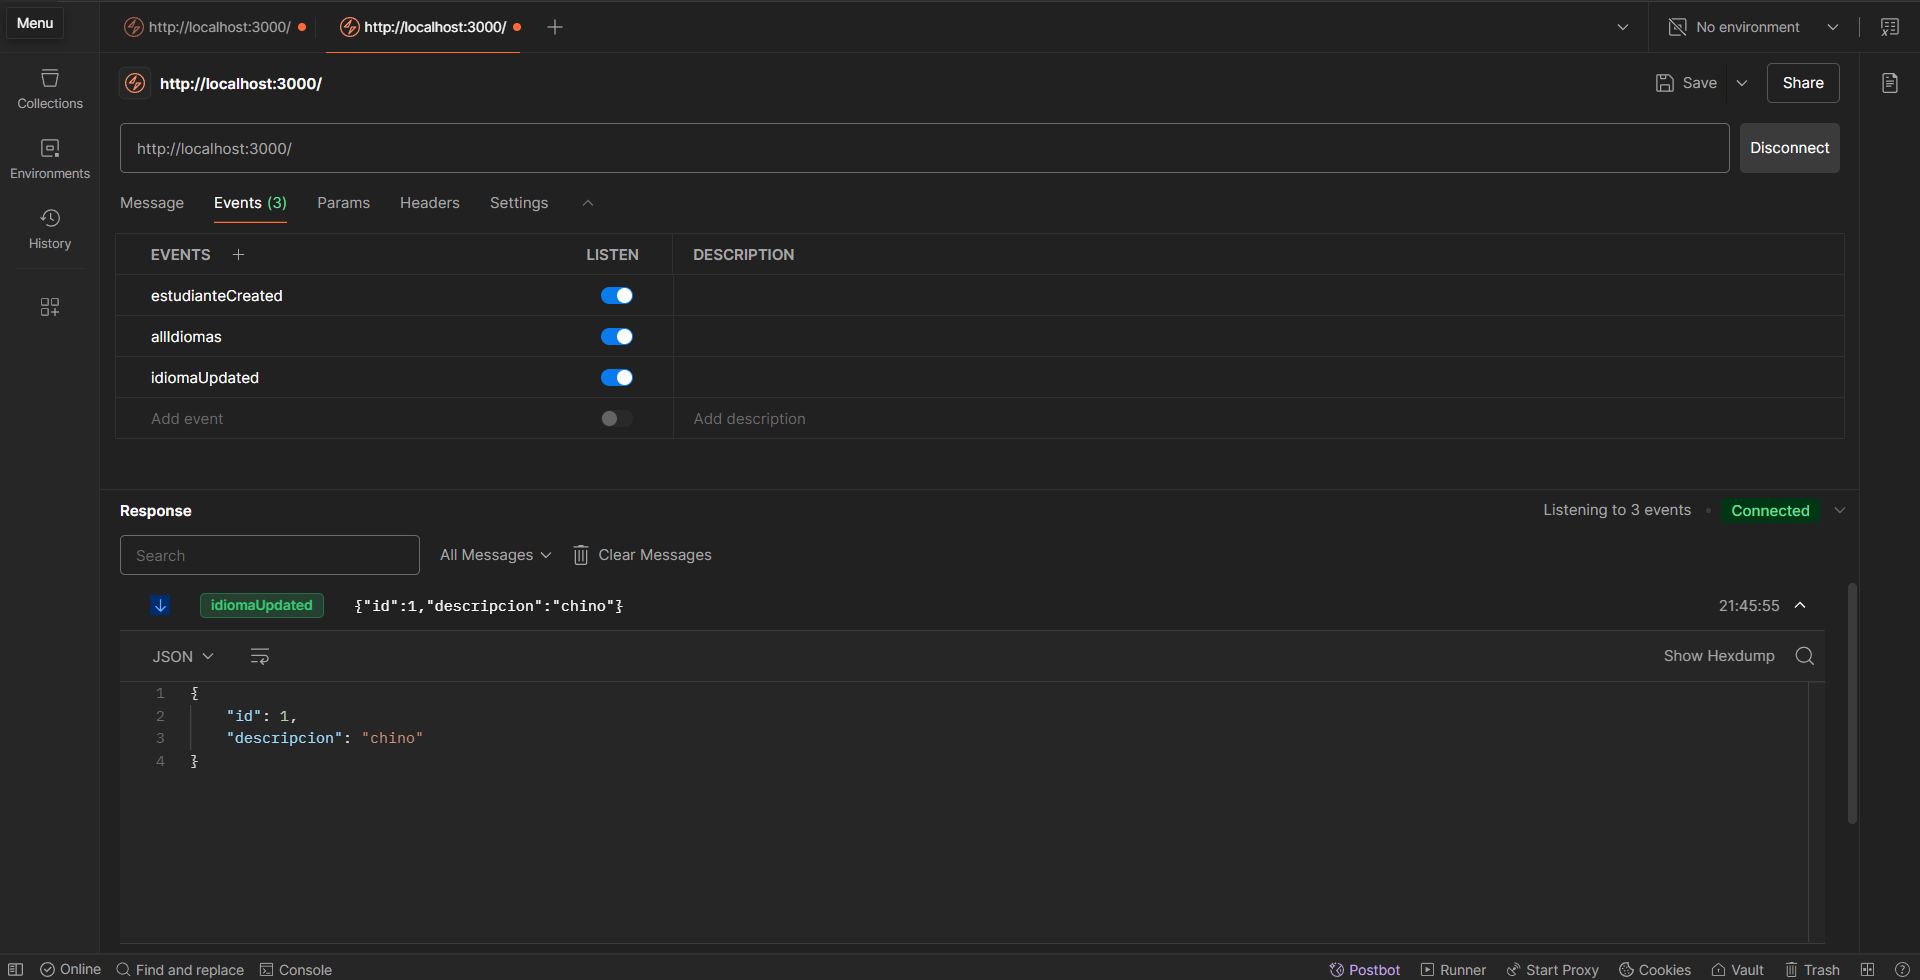 Menu
http://localhost:3000/
http://localhost:3000/
No environment
Collections
Environments
History
http://localhost:3000/
Save
Share
http://localhost:3000/
Disconnect
Message Events (3) Params Headers Settings
EVENTS LISTEN DESCRIPTION
estudianteCreated
allIdiomas
idiomaUpdated
Add event Add description
Response
Listening to 3 events
Connected
Search
All Messages
Clear Messages
idiomaUpdated {"id":1,"descripcion":"chino"} 21:45:55
JSON
Show Hexdump
1 {
2 "id": 1,
3 "descripcion": "chino"
4 }
Online Find and replace Console Postbot Runner Start Proxy Cookies Vault Trash